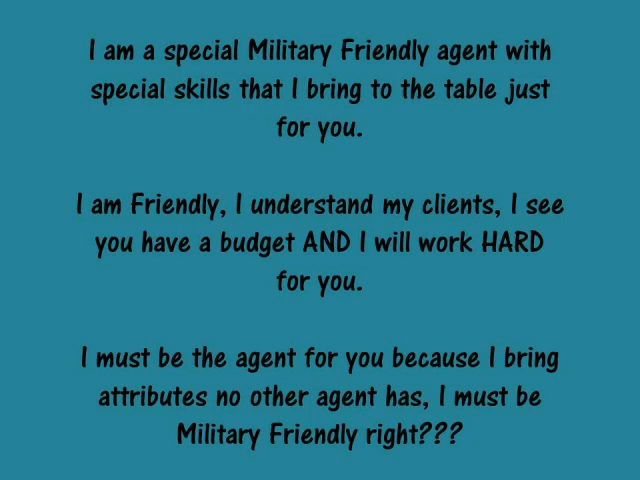 I am a special Military Friendly agent with
special skills that I bring to the table just
for you.
I am Friendly, I understand my clients, I see
you have a budget AND I will work HARD
for you.
I must be the agent for you because I bring
attributes no other agent has, I must be
Military Friendly right???